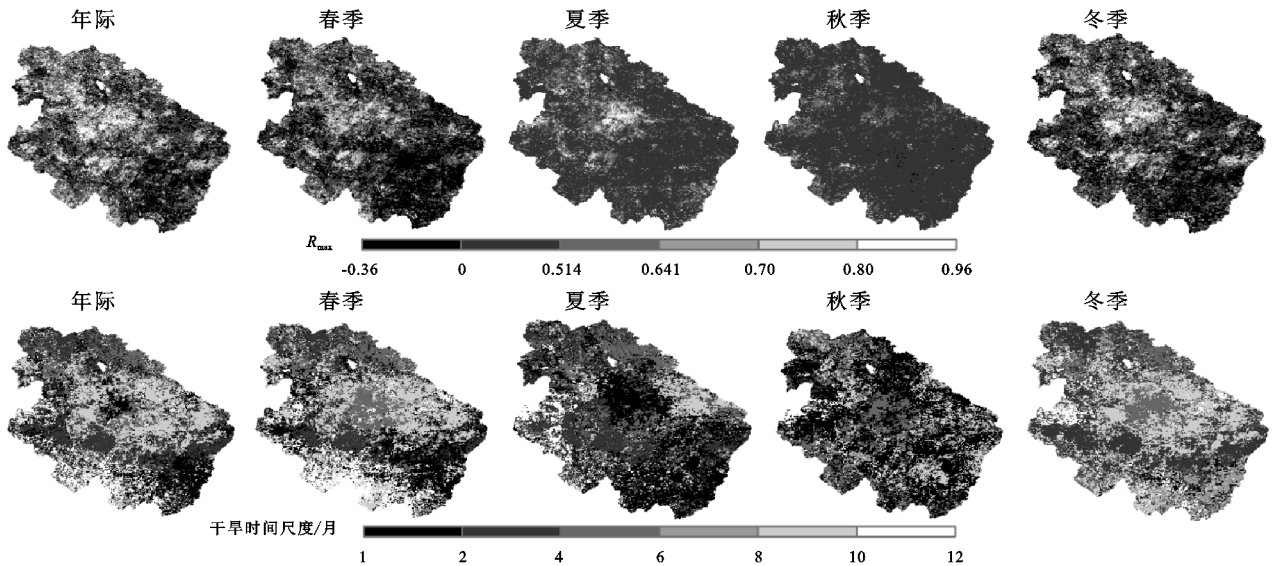 年际 春季 夏季 秋季 冬季
Rmax
-0.36 0 0.514 0.641 0.70 0.80 0.96
年际 春季 夏季 秋季 冬季
干旱时间尺度/月
1 2 4 6 8 10 12